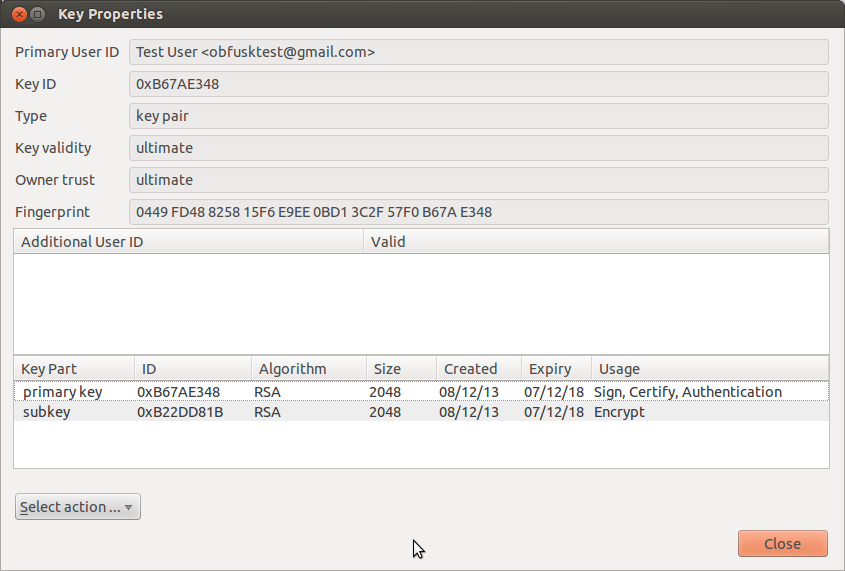 Key Properties
Primary User ID Test User <obfusktest@gmail.com>
Key ID 0xB67AE348
Type key pair
Key validity ultimate
Owner trust ultimate
Fingerprint 0449 FD48 8258 15F6 E9EE 0BD1 3C2F 57F0 B67A E348
Additional User ID Valid
Key Part ID Algorithm Size Created Expiry Usage
primary key 0xB67AE348 RSA 2048 08/12/13 07/12/18 Sign, Certify, Authentication
subkey 0xB22DD81B RSA 2048 08/12/13 07/12/18 Encrypt
Select action ...
Close